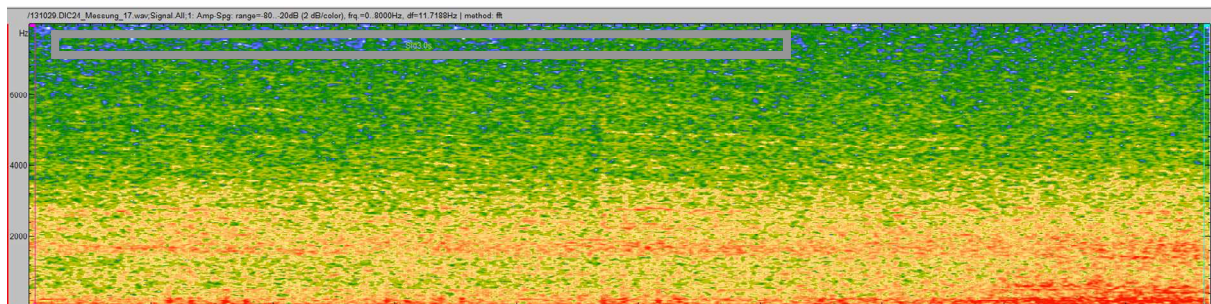 /131029.DIC24_Messung_17.wav;Signal.All;1: Amp-Spg: range=-80...-20dB (2 dB/color), frq.=0..8000Hz, df=11.7188Hz | method: fft
Hz
6000
4000
2000